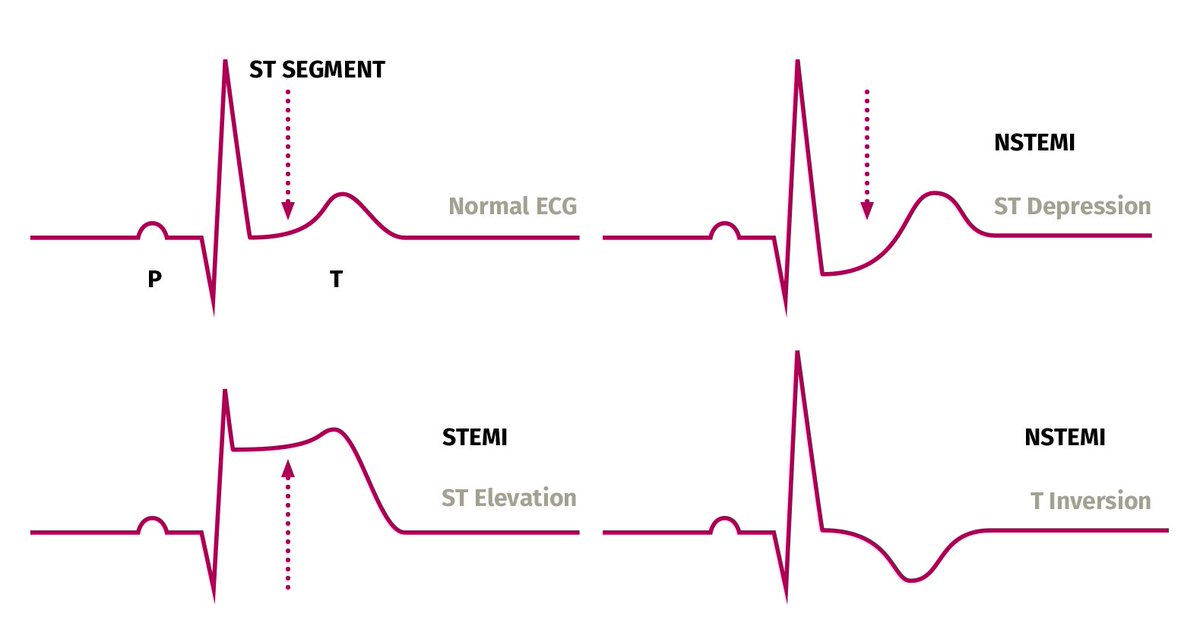 ST SEGMENT
Normal ECG
P
T
NSTEMI
ST Depression
STEMI
ST Elevation
NSTEMI
T Inversion